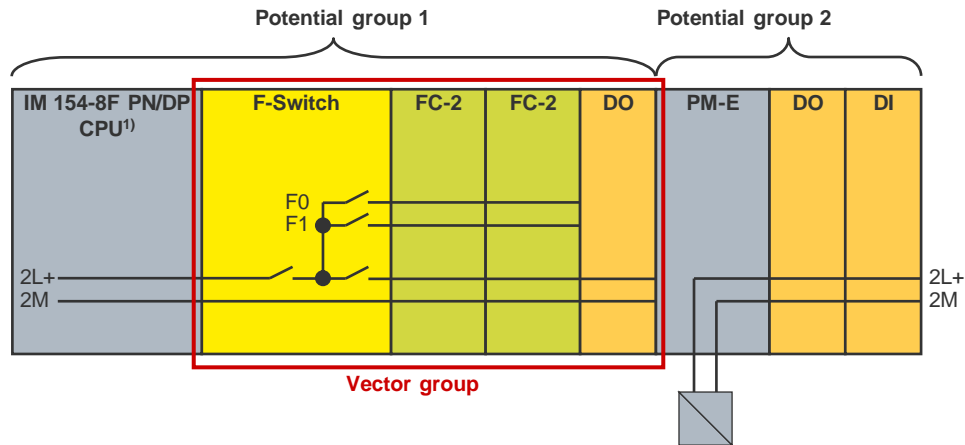 Potential group 1 Potential group 2
IM 154-8F PN/DP F-Switch FC-2 FC-2 DO PM-E DO DI
CPU1)
F0
F1
2L+ 2L+
2M 2M
Vector group